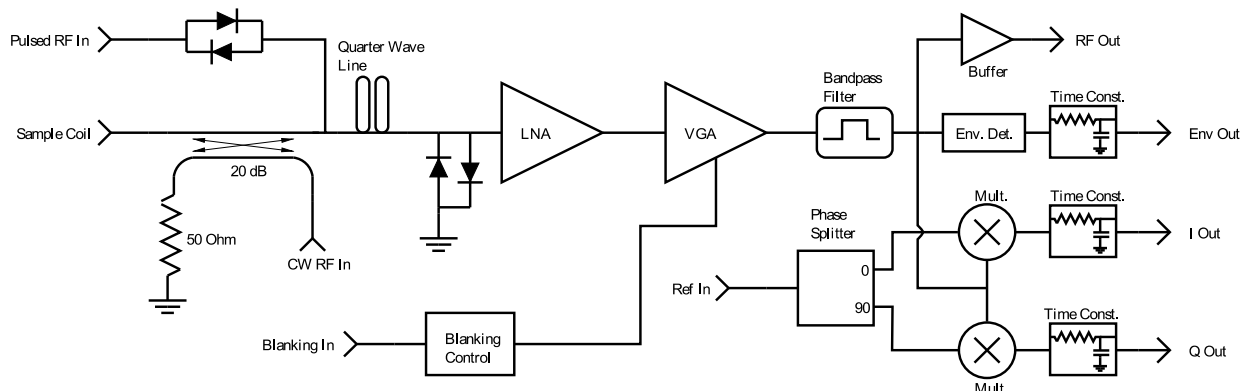 Pulsed RF In
Quarter Wave
Line
Sample Coil
20 dB
50 Ohm
CW RF In
LNA
VGA
Bandpass
Filter
Buffer
RF Out
Env. Det.
Time Const.
Env Out
Blanking In
Blanking
Control
Ref In
Phase
Splitter
0
90
Mult.
Time Const.
I Out
Mult.
Time Const.
Q Out